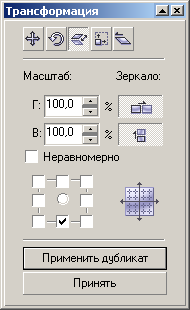 Трансформация
Масштаб: Зеркало:
Г: 100,0 %
В: 100,0 %
Неравномерно
Применить дубликат
Принять